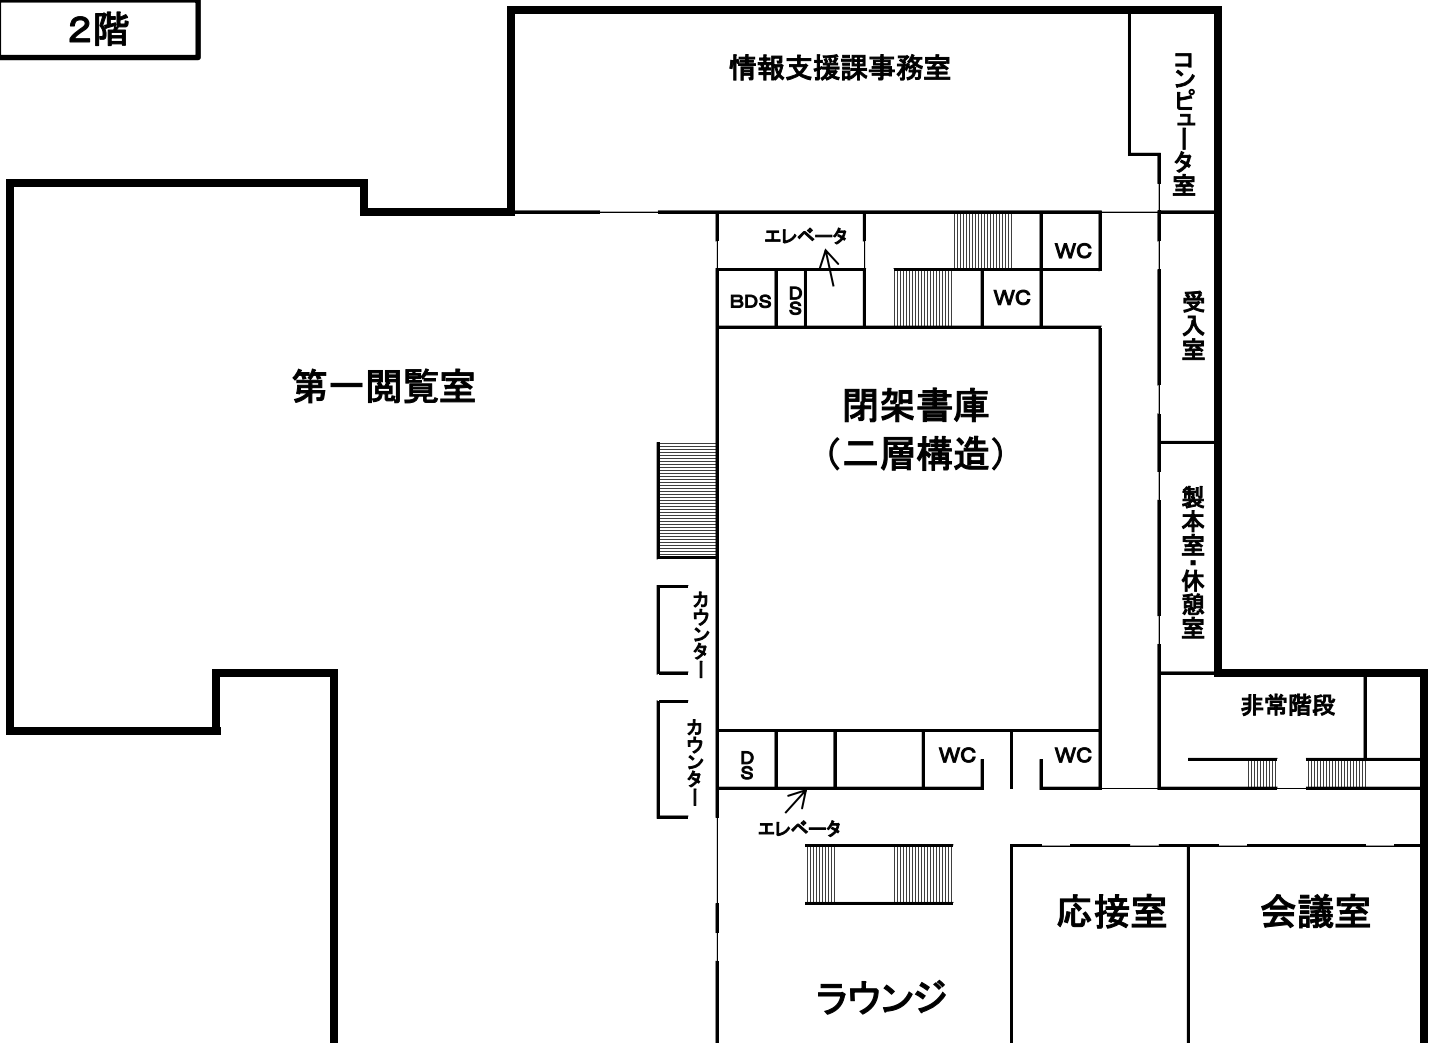 ２階
情報支援課事務室
コンピュータ室
エレベータ
WC
BDS
DS
WC
受入室
第一閲覧室
閉架書庫
（二層構造）
製本室・休憩室
カウンター
非常階段
カウンター
DS
WC
WC
エレベータ
応接室
会議室
ラウンジ